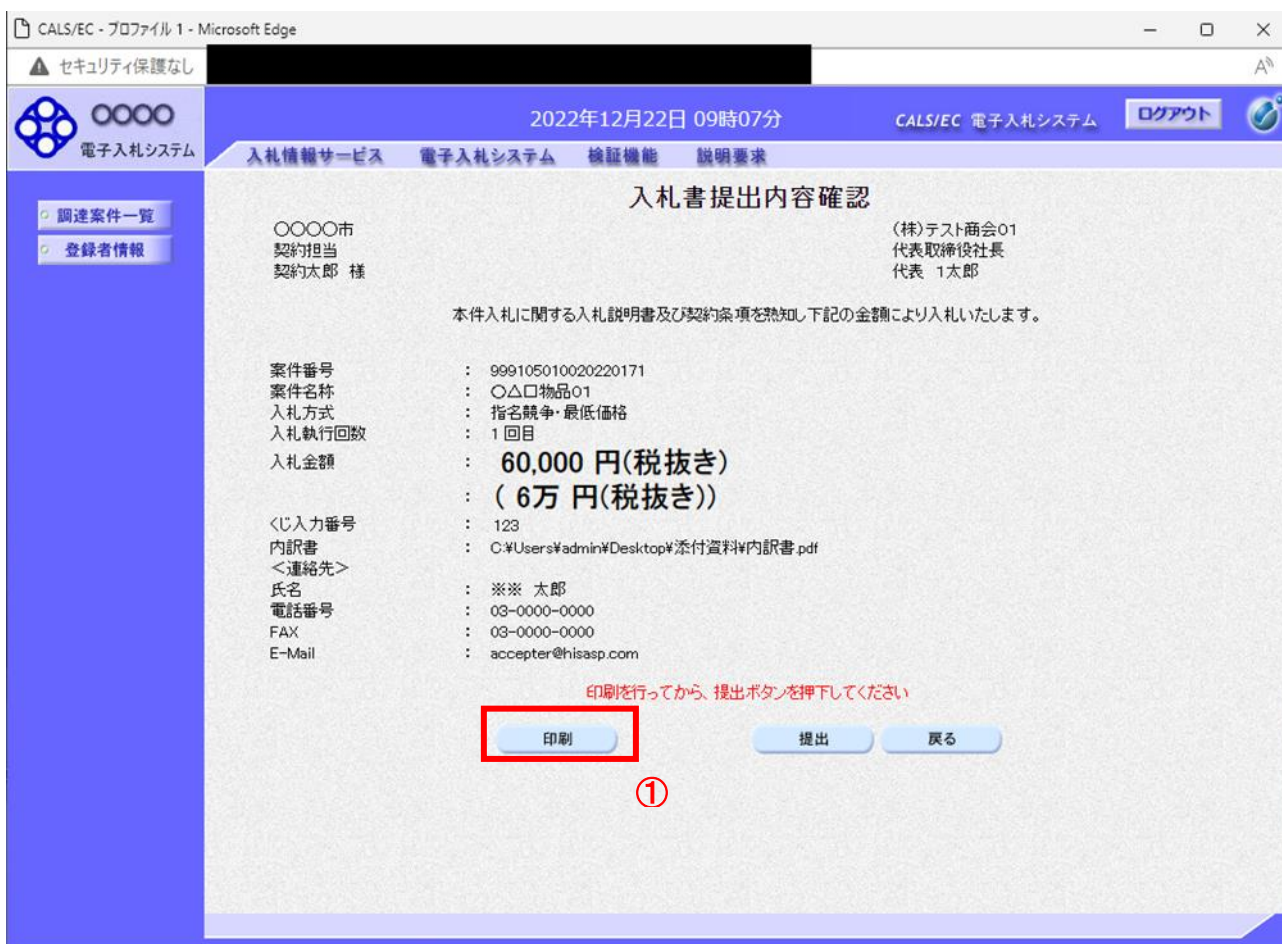 CALS/EC - プロファイル 1 - Microsoft Edge
セキュリティ保護なし
〇〇〇〇
電子入札システム
2022年12月22日 09時07分
CALS/EC 電子入札システム
ログアウト
入札情報サービス 電子入札システム 検証機能 説明要求
調達案件一覧
登録者情報
入札書提出内容確認
〇〇〇〇市
契約担当
契約太郎 様
(株)テスト商会01
代表取締役社長
代表 1太郎
本件入札に関する入札説明書及び契約条項を熟知し下記の金額により入札いたします。
案件番号 : 999105010020220171
案件名称 : 〇△口物品01
入札方式 : 指名競争・最低価格
入札執行回数 : 1回目
入札金額 : 60,000 円(税抜き)
: ( 6万 円(税抜き))
くじ入力番号 : 123
内訳書 : C:¥Users¥admin¥Desktop¥添付資料¥内訳書.pdf
<連絡先>
氏名 : ※※ 太郎
電話番号 : 03-0000-0000
FAX : 03-0000-0000
E-Mail : accepter@hisasp.com
印刷を行ってから、提出ボタンを押下してください
印刷 提出 戻る
①